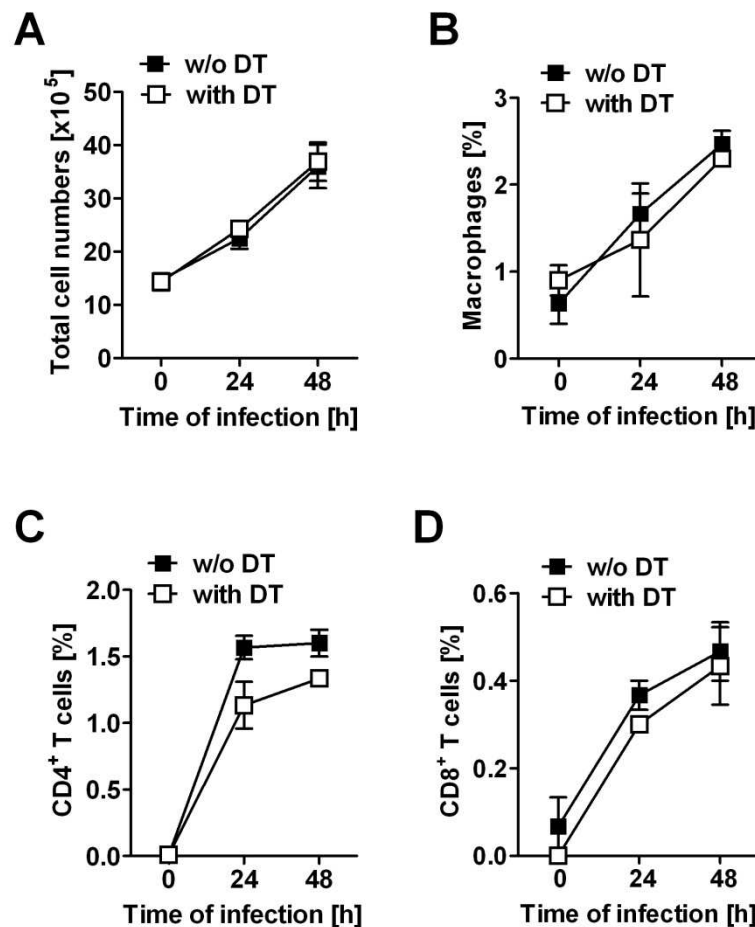 A
w/o DT
with DT
Total cell numbers [x10 5]
50
40
30
20
10
0
0 24 48
Time of infection [h]
B
w/o DT
with DT
Macrophages [%]
3
2
1
0
0 24 48
Time of infection [h]
C
w/o DT
with DT
CD4+ T cells [%]
2.0
1.5
1.0
0.5
0.0
0 24 48
Time of infection [h]
D
w/o DT
with DT
CD8+ T cells [%]
0.6
0.4
0.2
0.0
0 24 48
Time of infection [h]